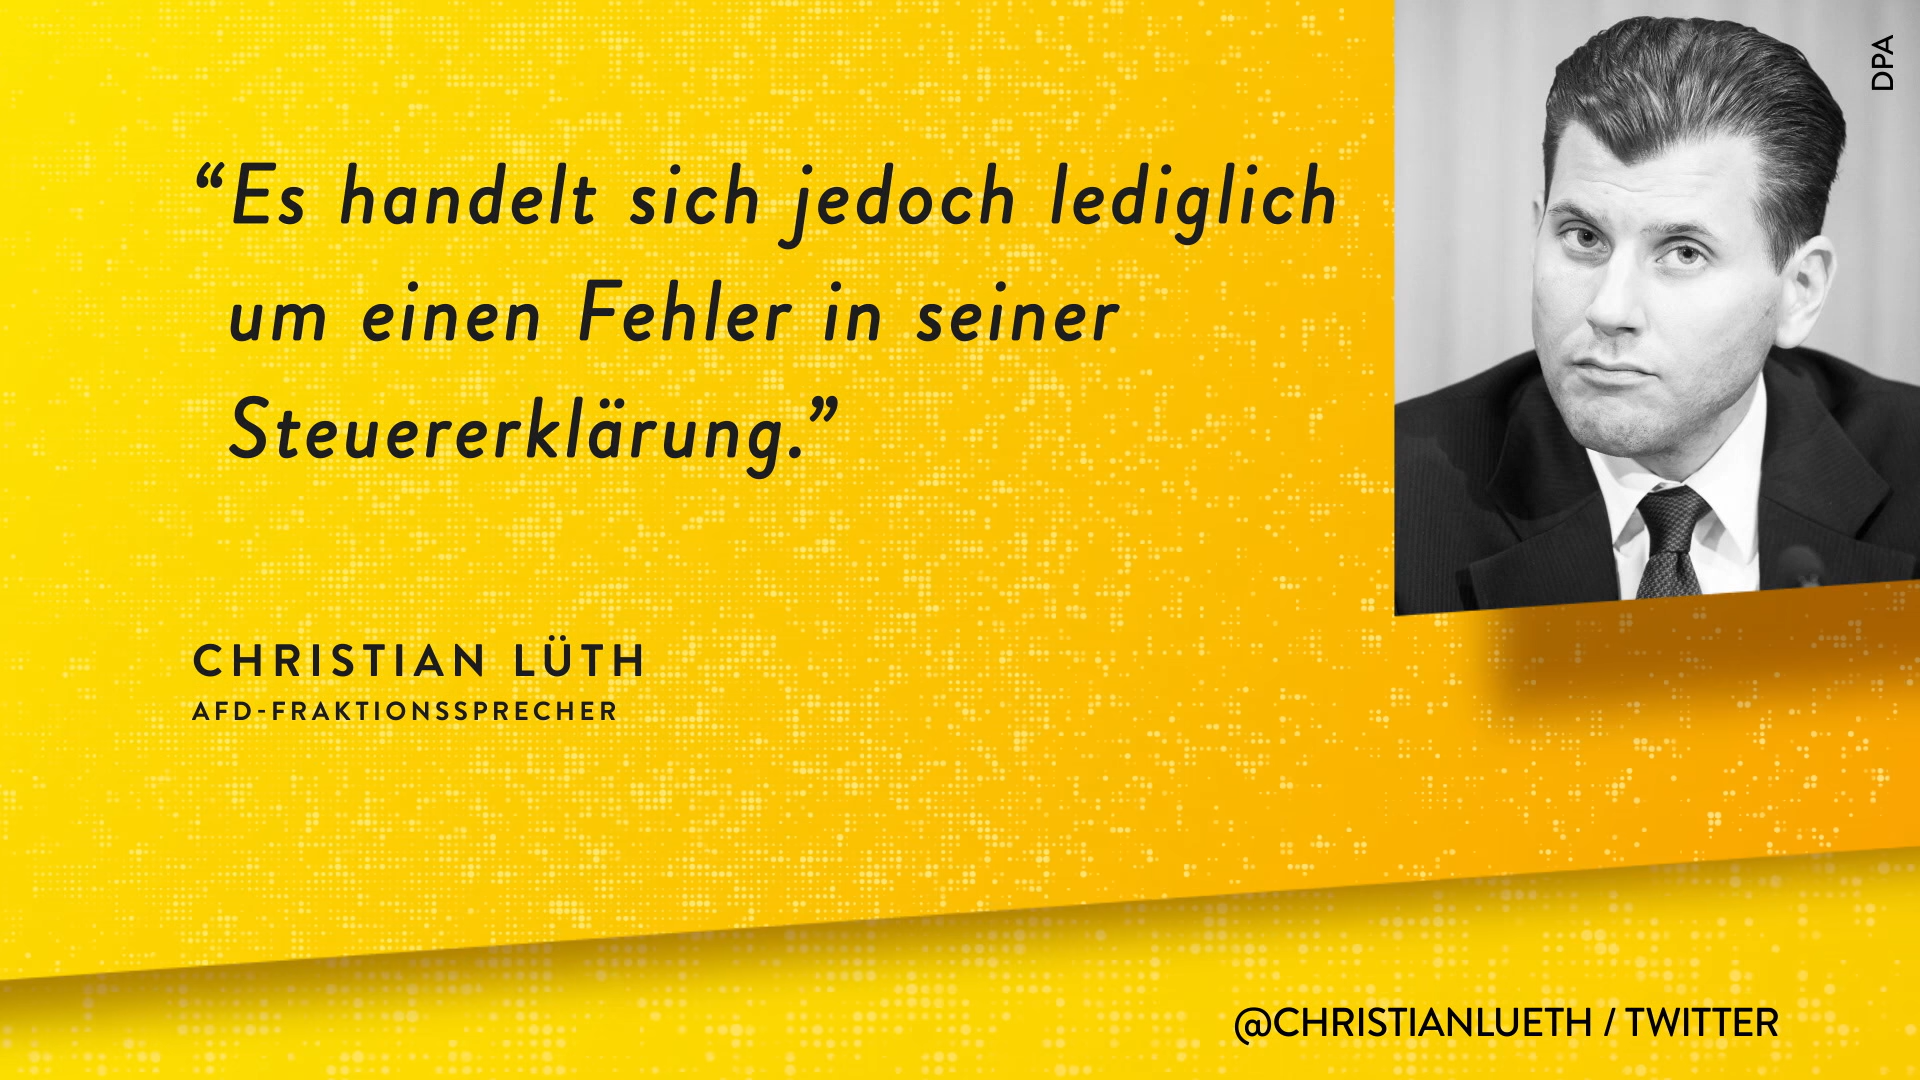 “Es handelt sich jedoch lediglich
um einen Fehler in seiner
Steuererklärung.”
CHRISTIAN LÜTH
AFD-FRAKTIONSSPRECHER
DPA
@CHRISTIANLUETH / TWITTER